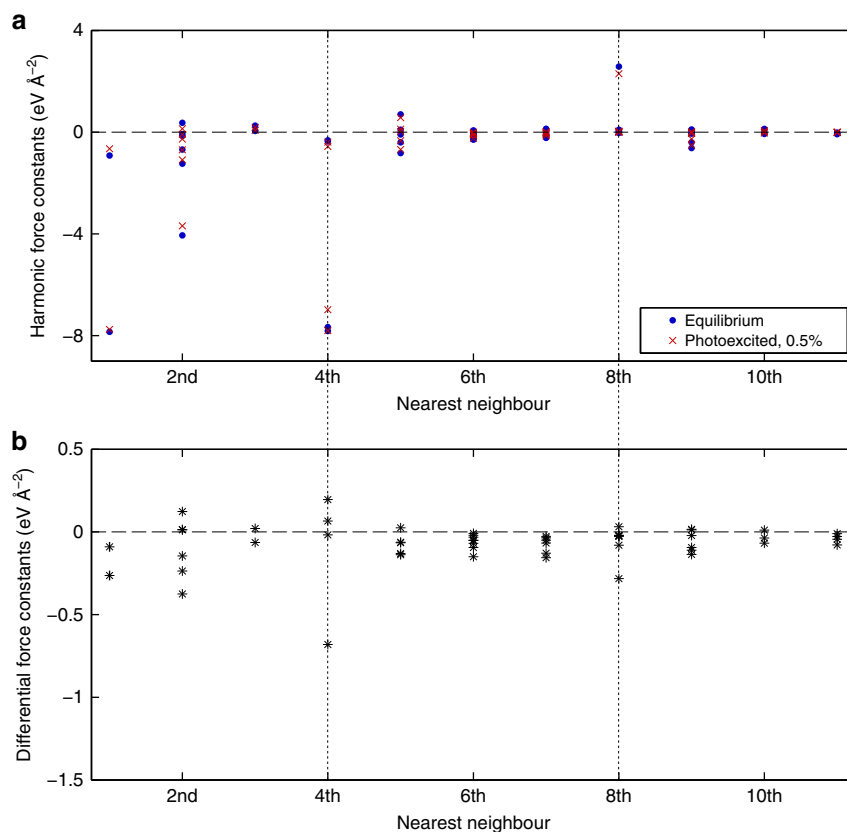 a
Harmonic force constants (eV Å⁻²)
4
0
−4
−8
Equilibrium
Photoexcited, 0.5%
2nd 4th 6th 8th 10th
Nearest neighbour
b
Differential force constants (eV Å⁻²)
0.5
0
−0.5
−1
−1.5
2nd 4th 6th 8th 10th
Nearest neighbour